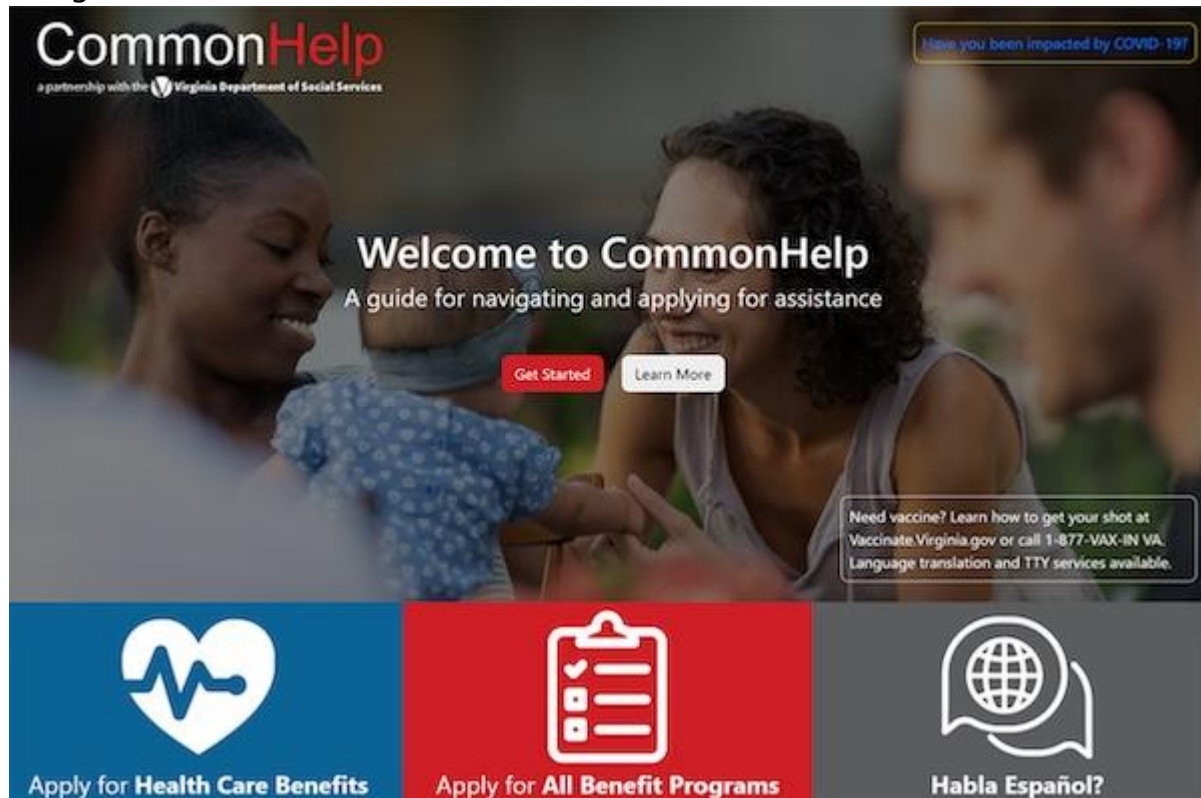 CommonHelp
a partnership with the Virginia Department of Social Services
Have you been impacted by COVID-19?
Welcome to CommonHelp
A guide for navigating and applying for assistance
Get Started
Learn More
Need vaccine? Learn how to get your shot at
Vaccinate.Virginia.gov or call 1-877-VAX-IN VA.
Language translation and TTY services available.
Apply for Health Care Benefits
Apply for All Benefit Programs
Habla Español?